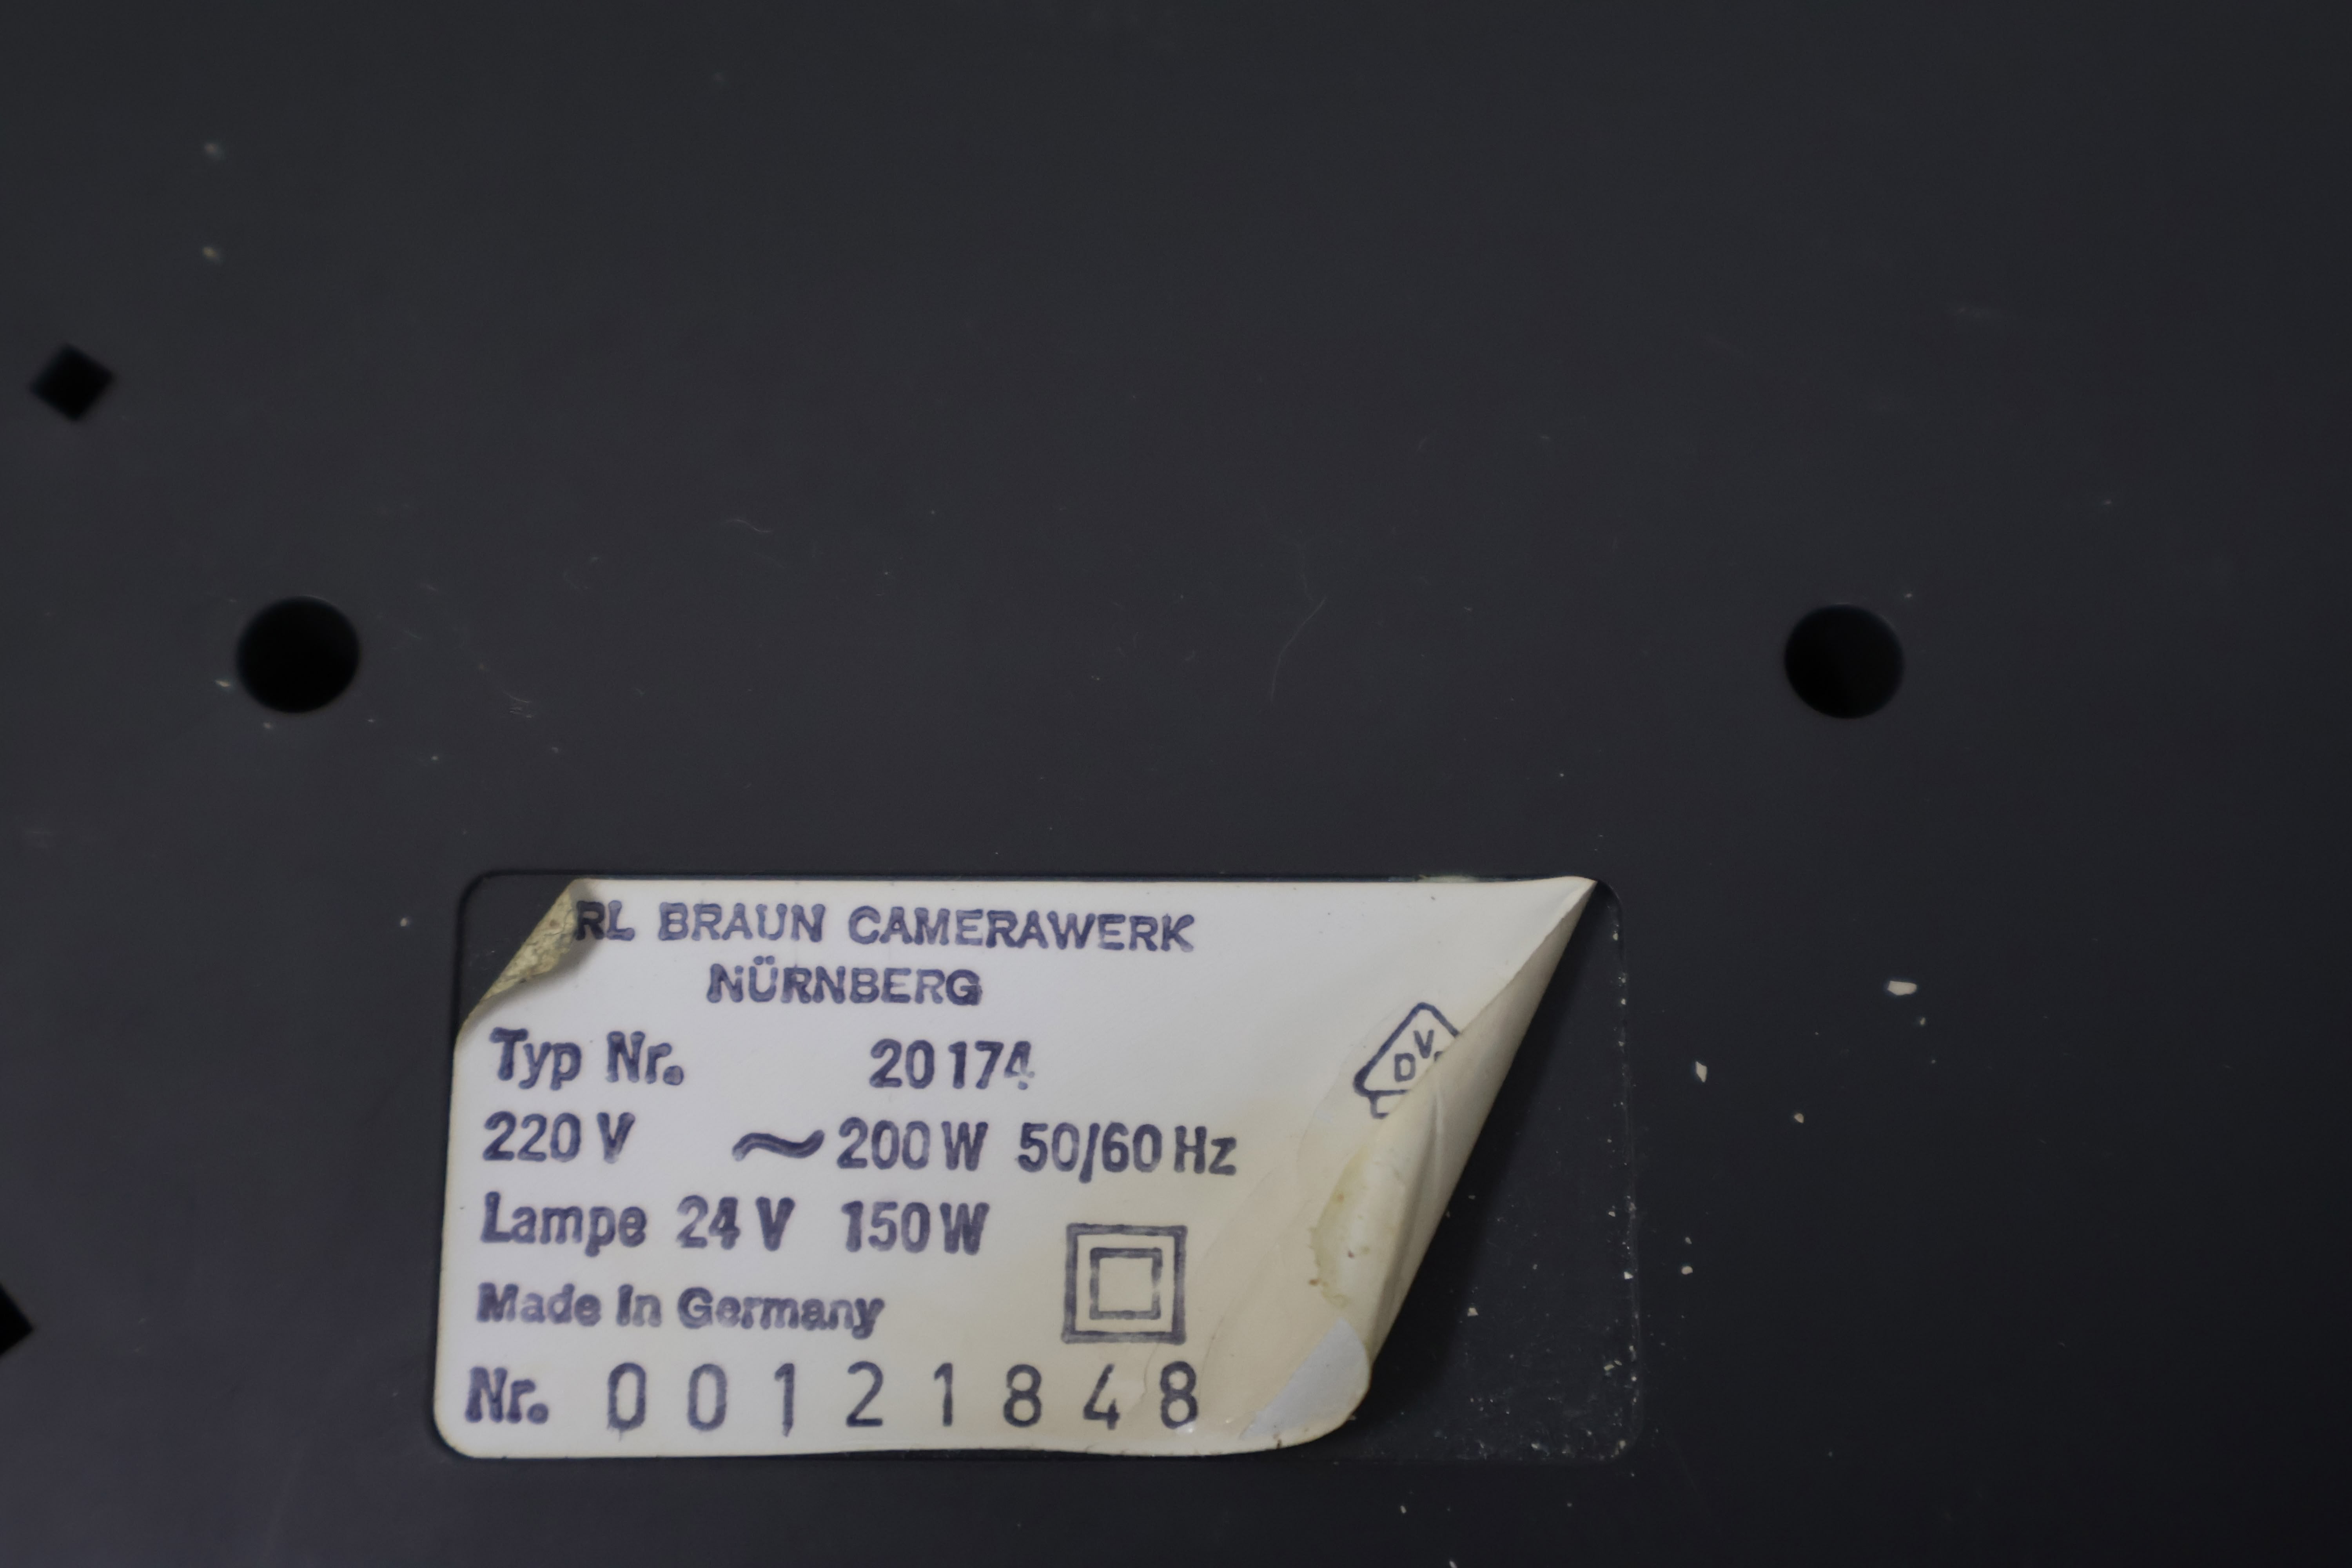 RL BRAUN CAMERAWERK
NÜRNBERG
Typ Nr. 20174
220 V ~ 200 W 50/60 Hz
Lampe 24 V 150 W
Made In Germany
Nr. 00121848
DV